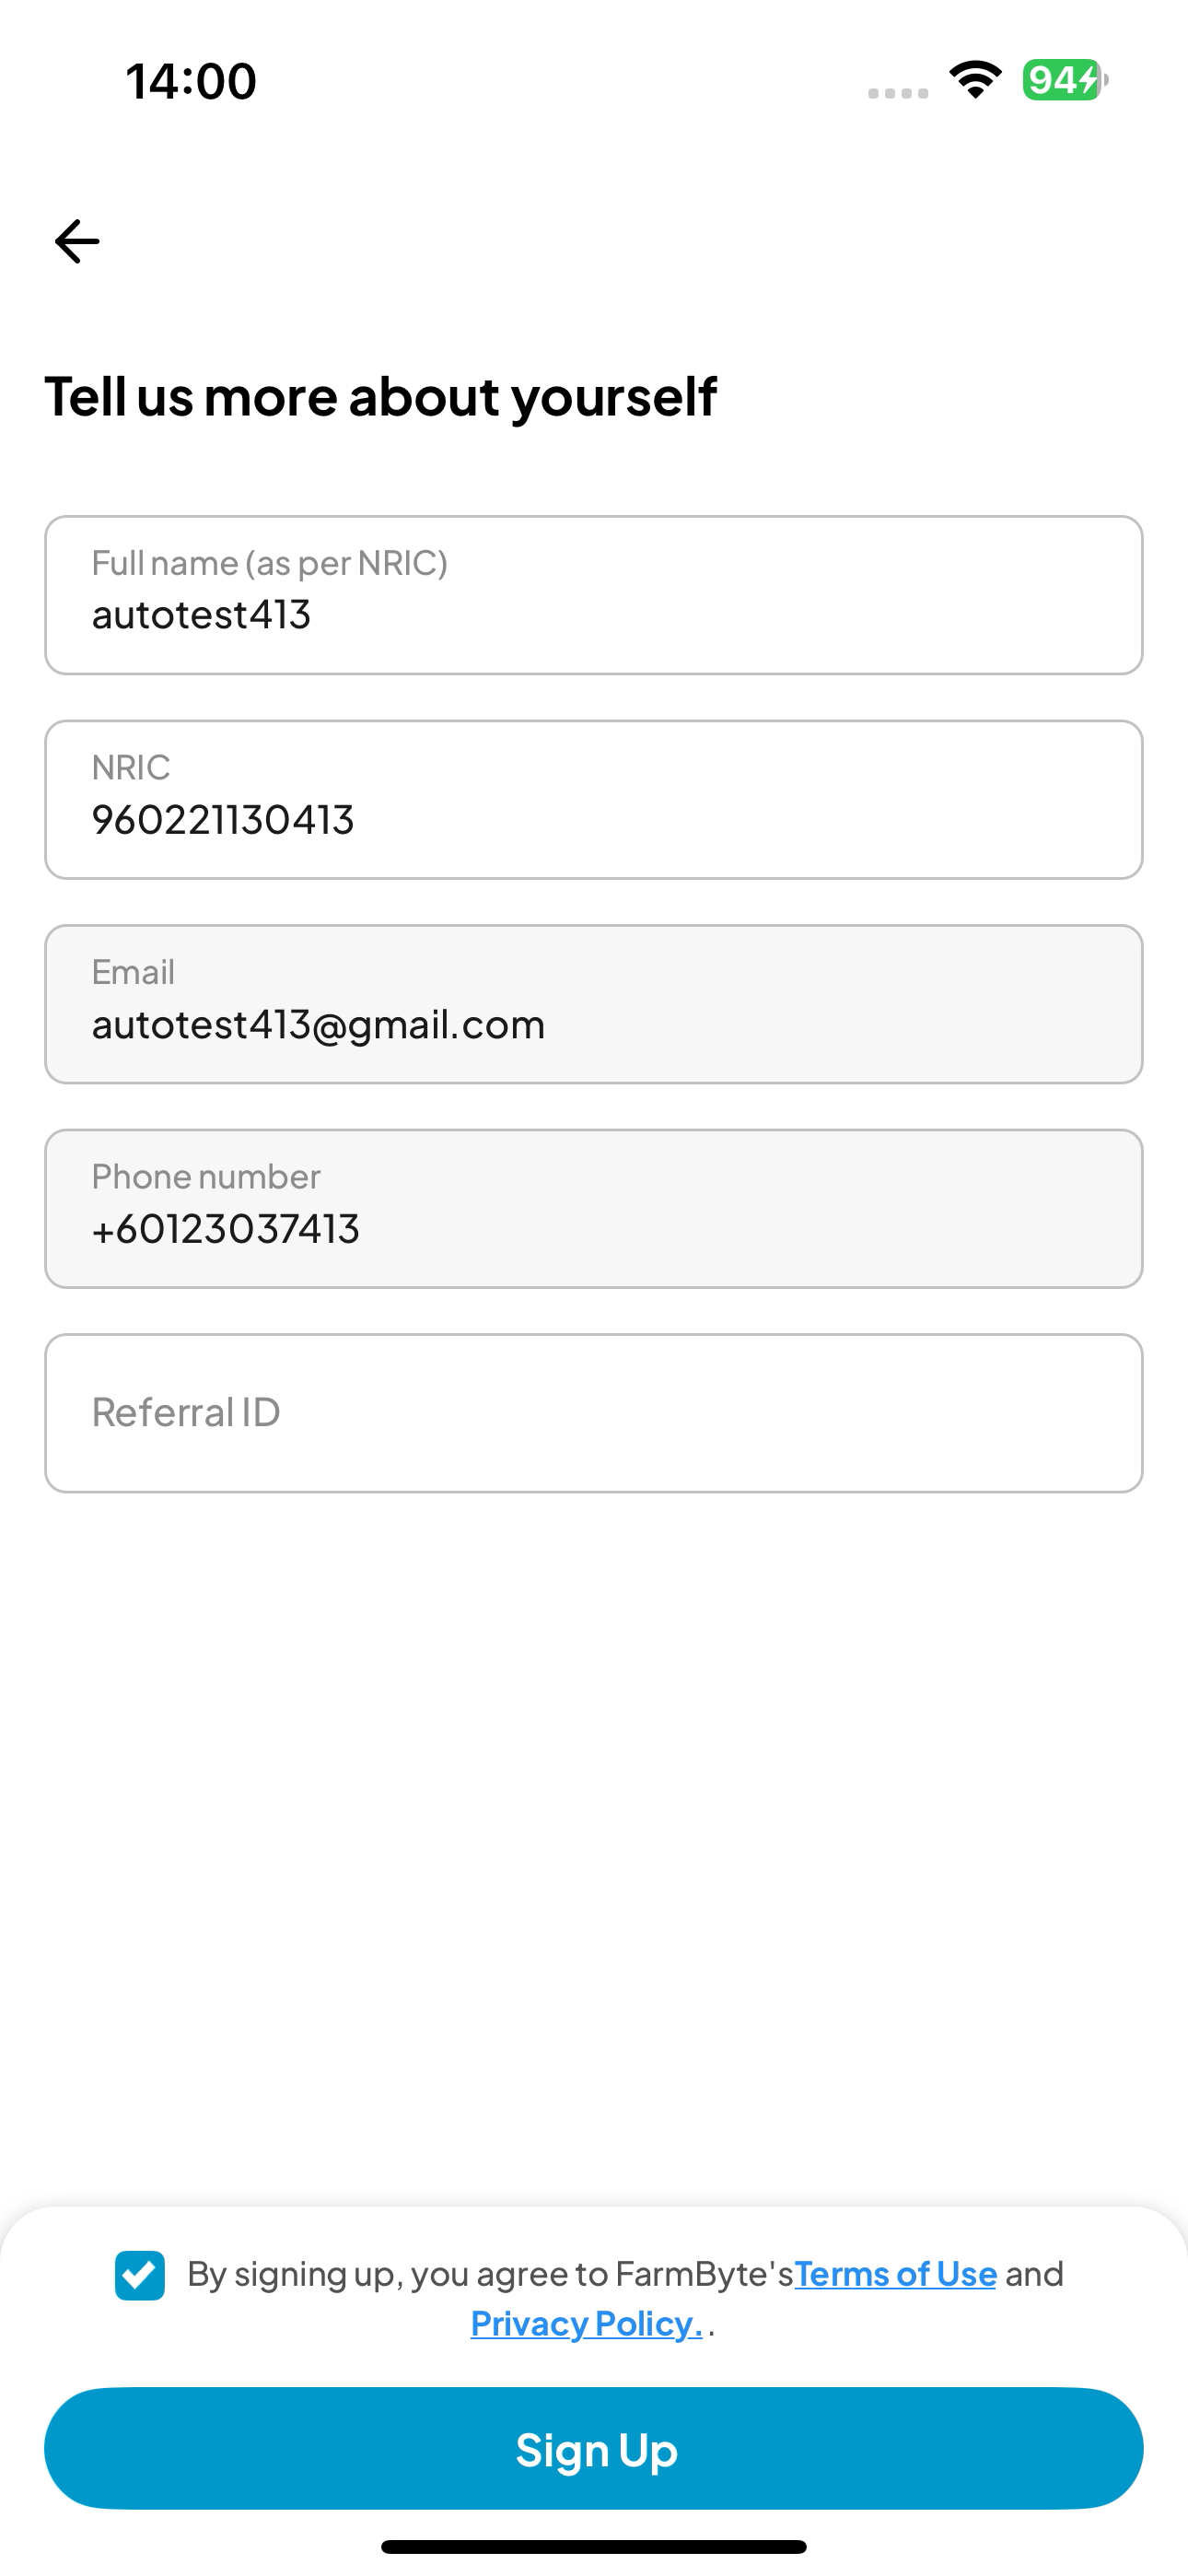 14:00
94
Tell us more about yourself
Full name (as per NRIC)
autotest413
NRIC
960221130413
Email
autotest413@gmail.com
Phone number
+60123037413
Referral ID
By signing up, you agree to FarmByte'sTerms of Use and
Privacy Policy. .
Sign Up